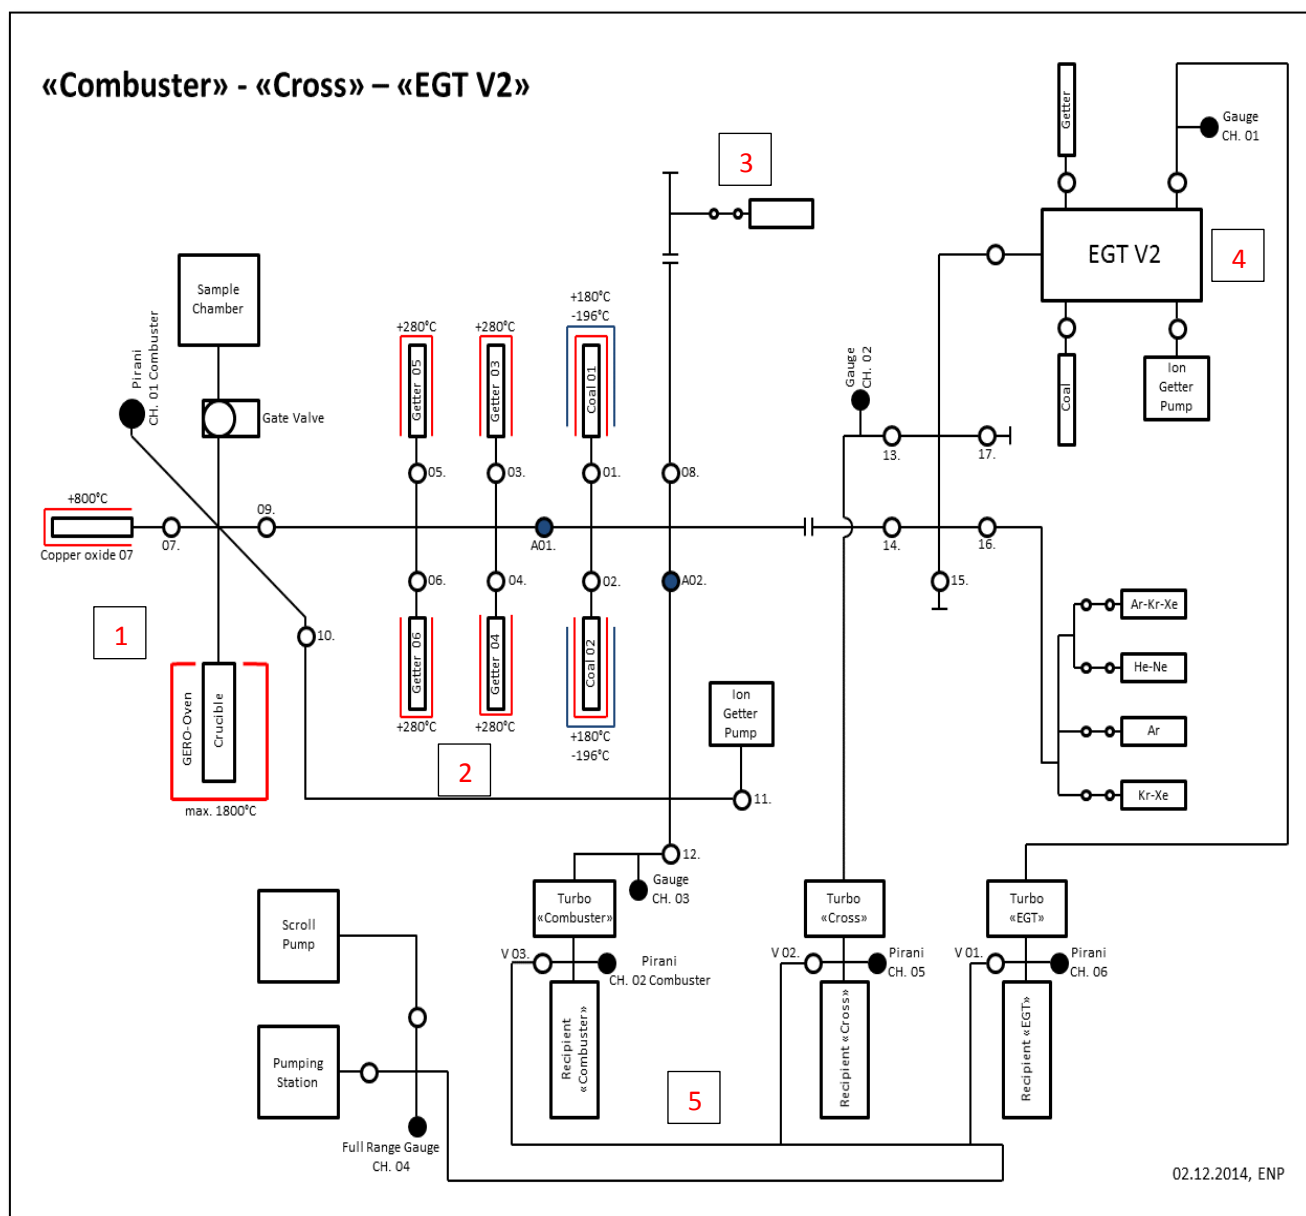 «Combuster» - «Cross» – «EGT V2»
Getter
Gauge
CH. 01
3
EGT V2
4
Sample
Chamber
Pirani
CH. 01 Combuster
Gate Valve
+280°C
Getter 05
+280°C
Getter 03
+180°C
-196°C
Coal 01
Gauge
CH. 02
Coal
Ion
Getter
Pump
13.
17.
05.
03.
01.
08.
+800°C
Copper oxide 07
07.
09.
A01.
14.
16.
06.
04.
02.
A02.
15.
1
10.
Getter 06
+280°C
Getter 04
+280°C
Coal 02
+180°C
-196°C
Ar-Kr-Xe
He-Ne
Ar
Kr-Xe
GERO-Oven
Crucible
max. 1800°C
2
Ion
Getter
Pump
11.
12.
Gauge
CH. 03
Turbo
«Combuster»
Turbo
«Cross»
Turbo
«EGT»
Scroll
Pump
V 03.
Pirani
CH. 02 Combuster
V 02.
Pirani
CH. 05
V 01.
Pirani
CH. 06
Recipient
«Combuster»
Recipient «Cross»
Recipient «EGT»
Pumping
Station
5
Full Range Gauge
CH. 04
02.12.2014, ENP